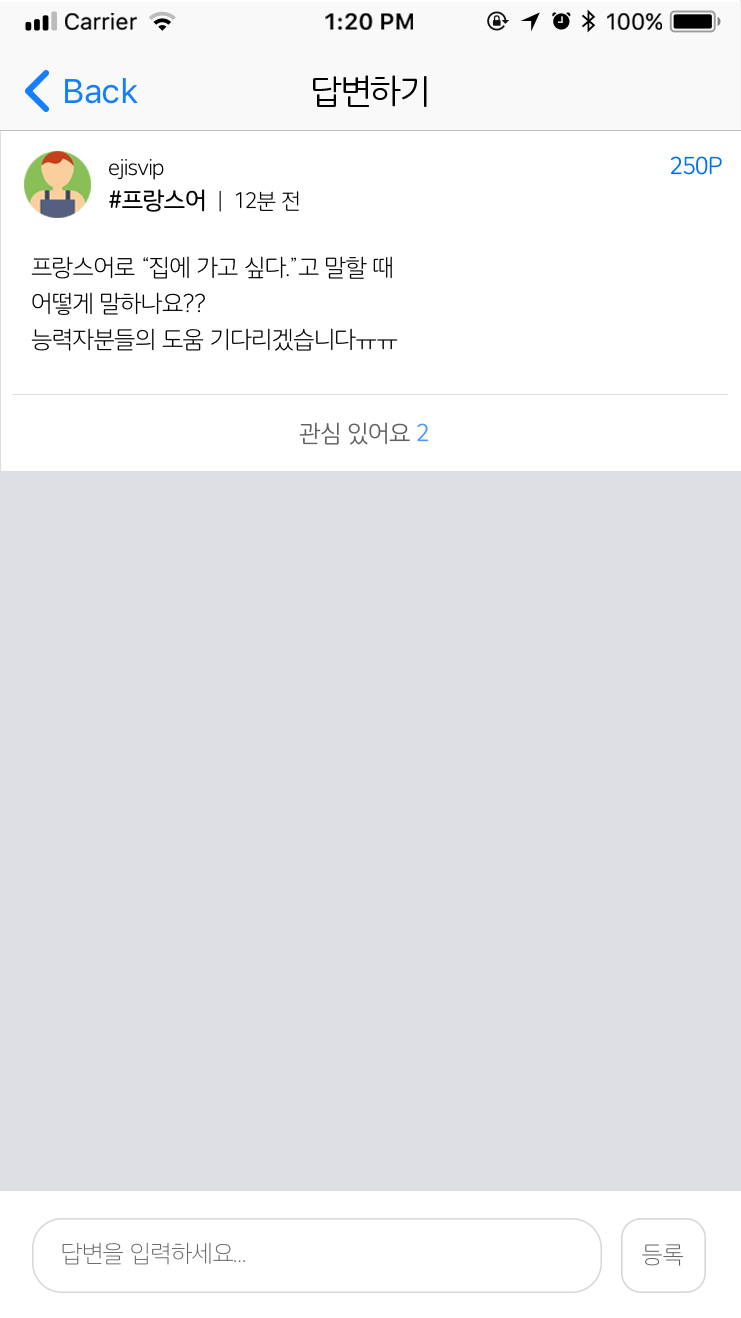 Carrier 1:20 PM 100%
Back 답변하기
ejisvip 250P
#프랑스어 | 12분 전
프랑스어로 “집에 가고 싶다.”고 말할 때
어떻게 말하나요??
능력자분들의 도움 기다리겠습니다ㅠㅠ
관심 있어요 2
답변을 입력하세요... 등록